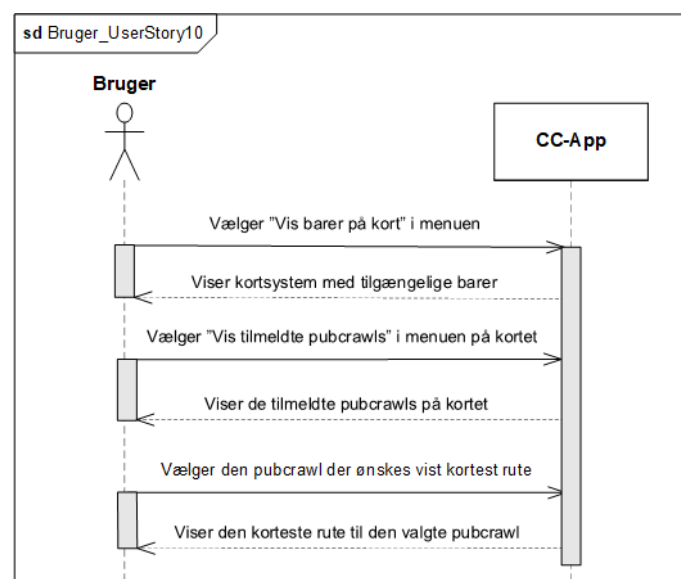 sd Bruger_UserStory10
Bruger
CC-App
Vælger ”Vis barer på kort” i menuen
Viser kortsystem med tilgængelige barer
Vælger ”Vis tilmeldte pubcrawls” i menuen på kortet
Viser de tilmeldte pubcrawls på kortet
Vælger den pubcrawl der ønskes vist kortest rute
Viser den korteste rute til den valgte pubcrawl